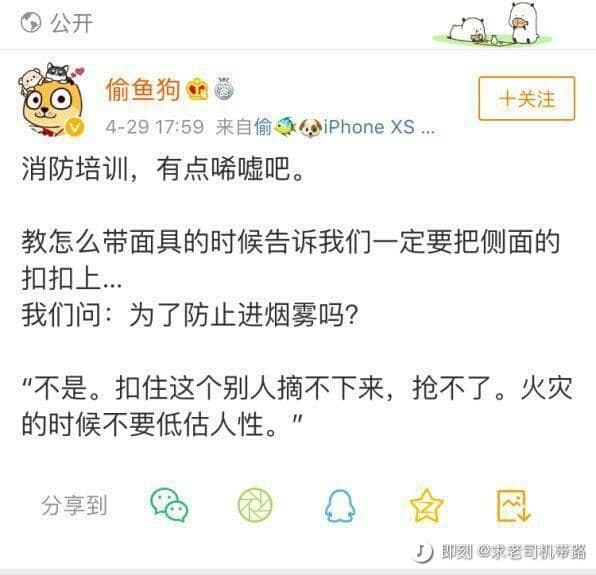 公开
偷鱼狗
+关注
4-29 17:59 来自偷🐠🐶iPhone XS ...
消防培训，有点唏嘘吧。
教怎么带面具的时候告诉我们一定要把侧面的
扣扣上...
我们问：为了防止进烟雾吗？
“不是。扣住这个别人摘不下来，抢不了。火灾
的时候不要低估人性。”
分享到
即刻 @求老司机带路